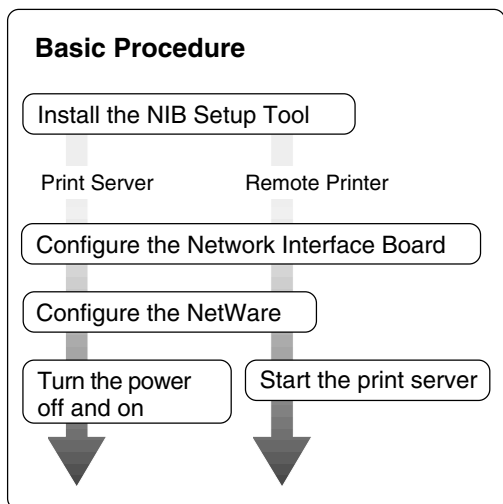 Basic Procedure
Install the NIB Setup Tool
Print Server
Remote Printer
Configure the Network Interface Board
Configure the NetWare
Turn the power
off and on
Start the print server